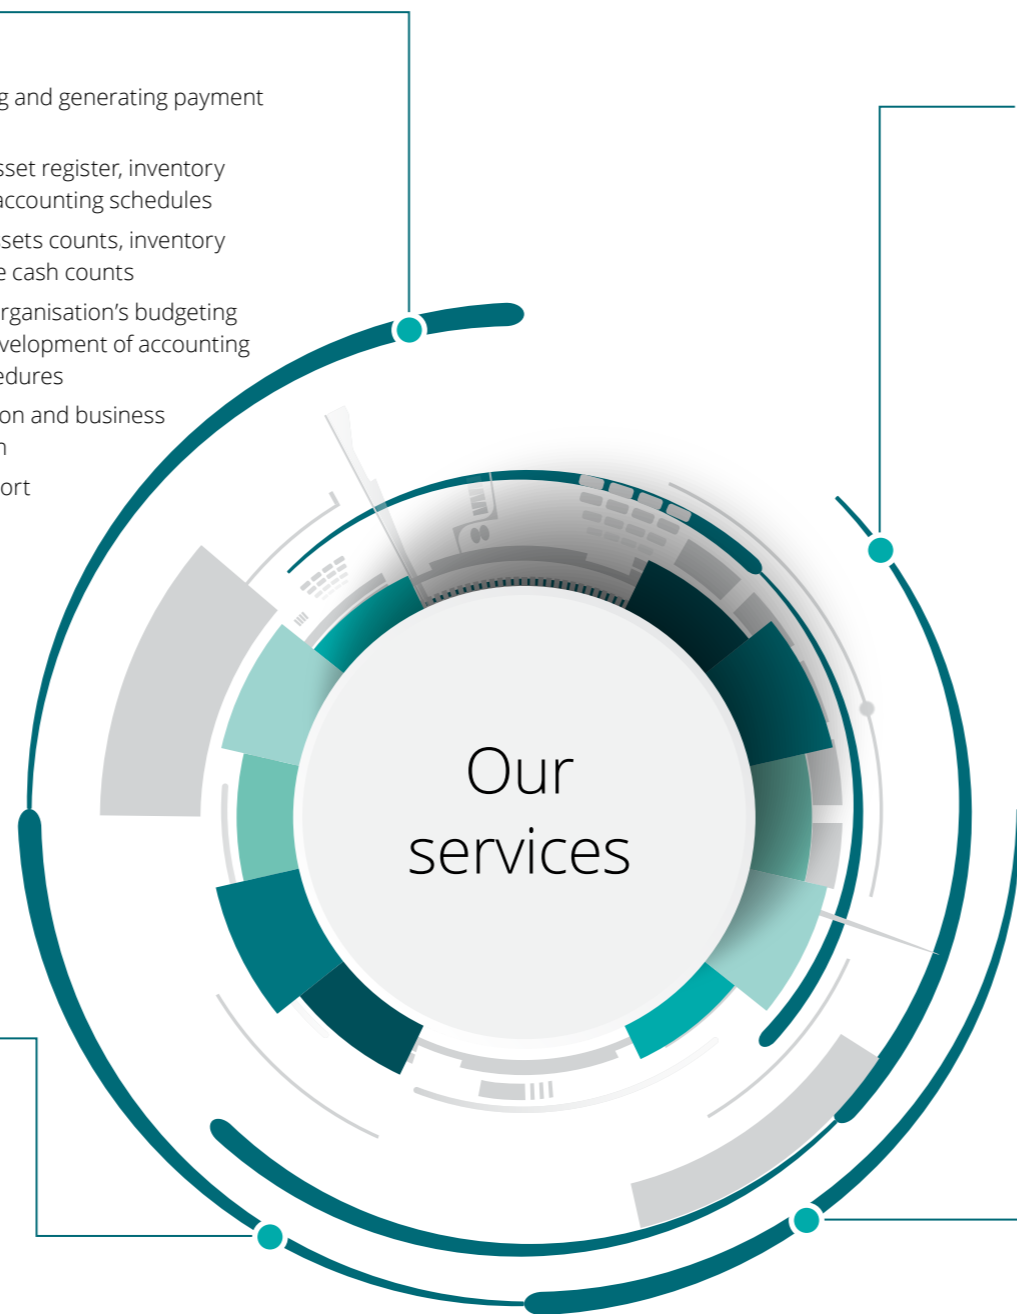 g and generating payment
sset register, inventory
accounting schedules
ssets counts, inventory
e cash counts
rganisation's budgeting
velopment of accounting
edures
on and business
n
ort
Our
services